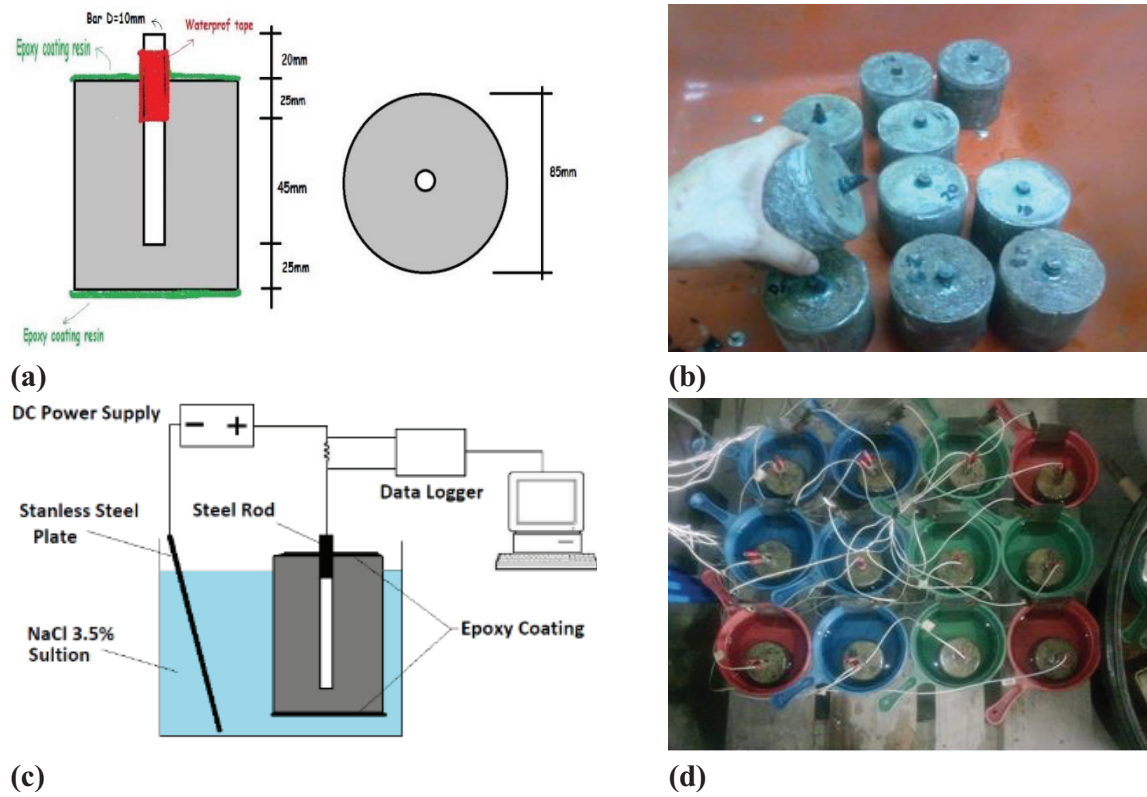 Bar D=10mm
Waterprof tape
Epoxy coating resin
20mm
25mm
45mm
25mm
85mm
Epoxy coating resin
(a)
(b)
DC Power Supply
Data Logger
Stanless Steel
Plate
Steel Rod
NaCl 3.5%
Sultion
Epoxy Coating
(c)
(d)